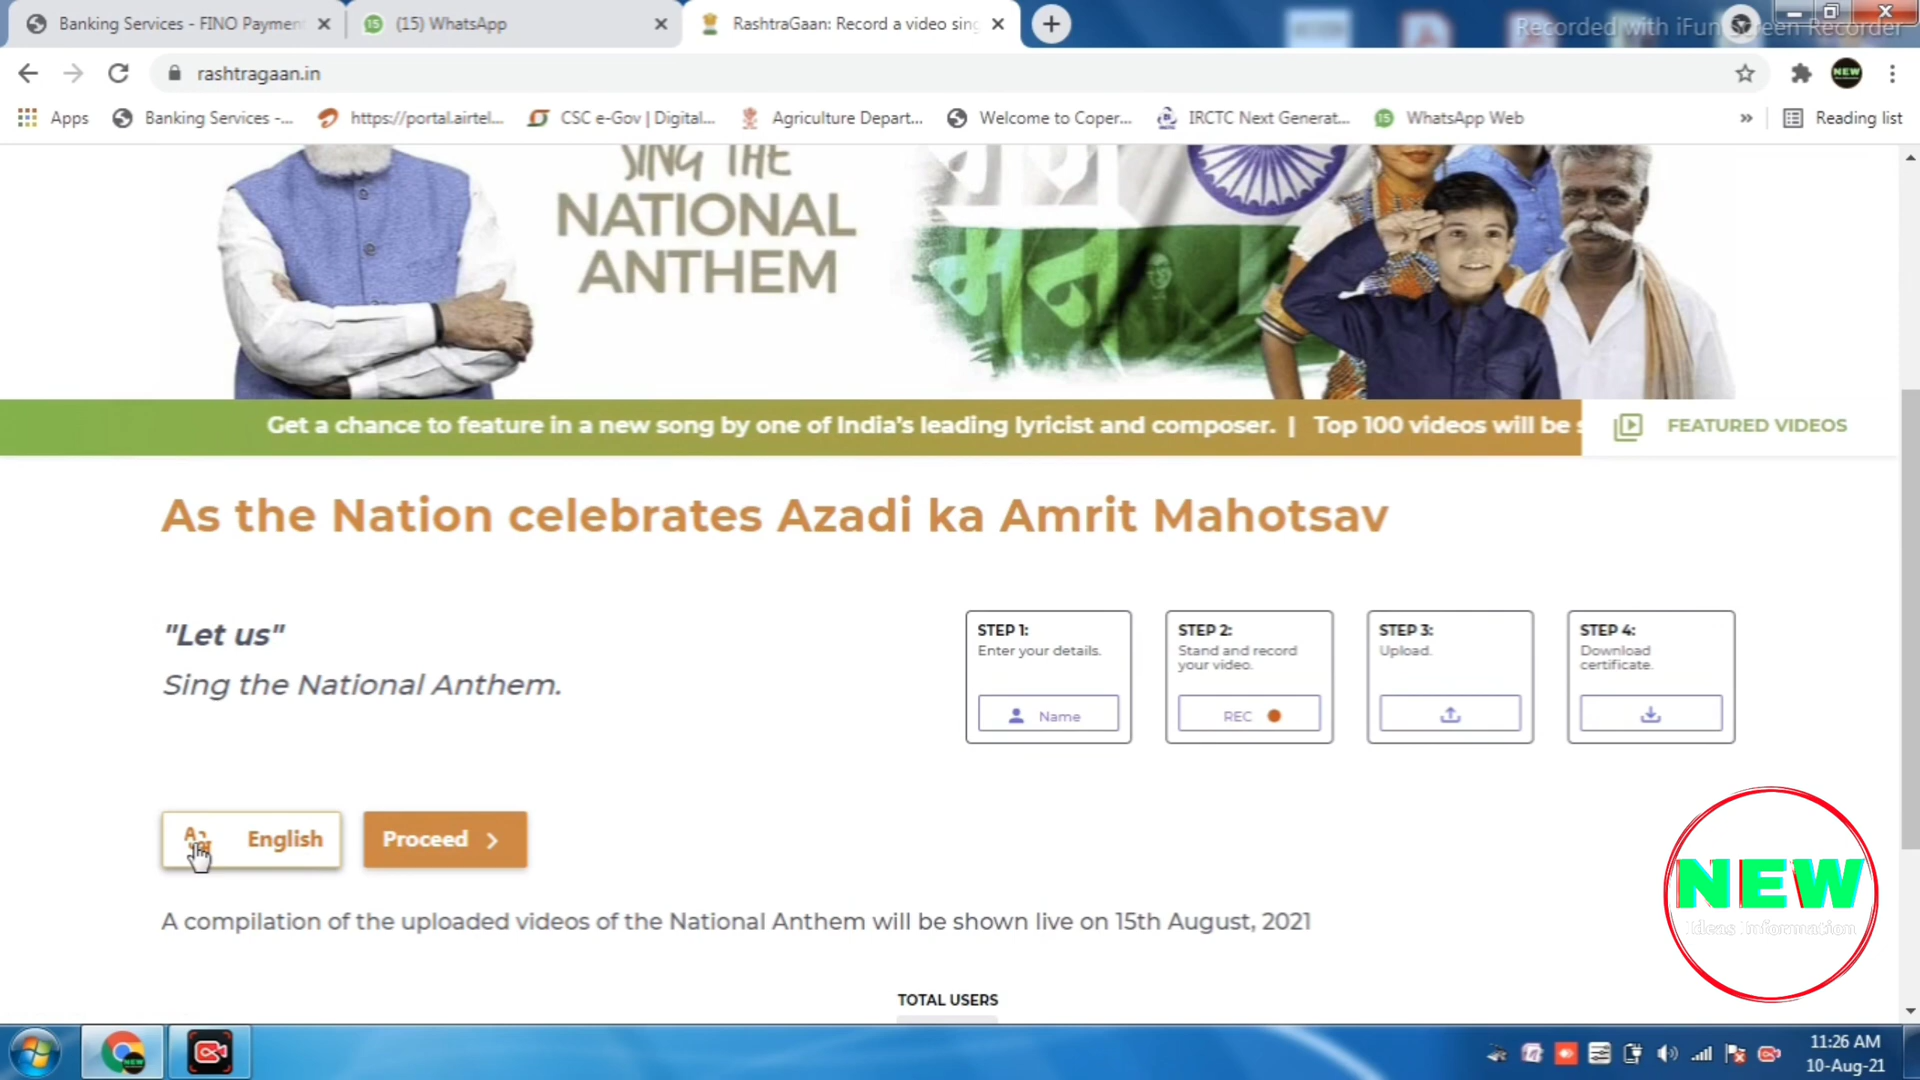 Banking Services - FINO Paymen
(15) WhatsApp
RashtraGaan: Record a video sing
Recorded with iFun Screen Recorder
rashtragaan.in
NEW
Apps
Banking Services -...
https://portal.airtel...
CSC e-Gov | Digital...
Agriculture Depart...
Welcome to Coper...
IRCTC Next Generat...
15
WhatsApp Web
»
Reading list
SING THE
NATIONAL
ANTHEM
Get a chance to feature in a new song by one of India's leading lyricist and composer. | Top 100 videos will be s
FEATURED VIDEOS
As the Nation celebrates Azadi ka Amrit Mahotsav
"Let us"
Sing the National Anthem.
STEP 1:
Enter your details.
Name
STEP 2:
Stand and record
your video.
REC
STEP 3:
Upload.
STEP 4:
Download
certificate.
English
Proceed >
A compilation of the uploaded videos of the National Anthem will be shown live on 15th August, 2021
NEW
Ideas Information
TOTAL USERS
11:26 AM
10-Aug-21